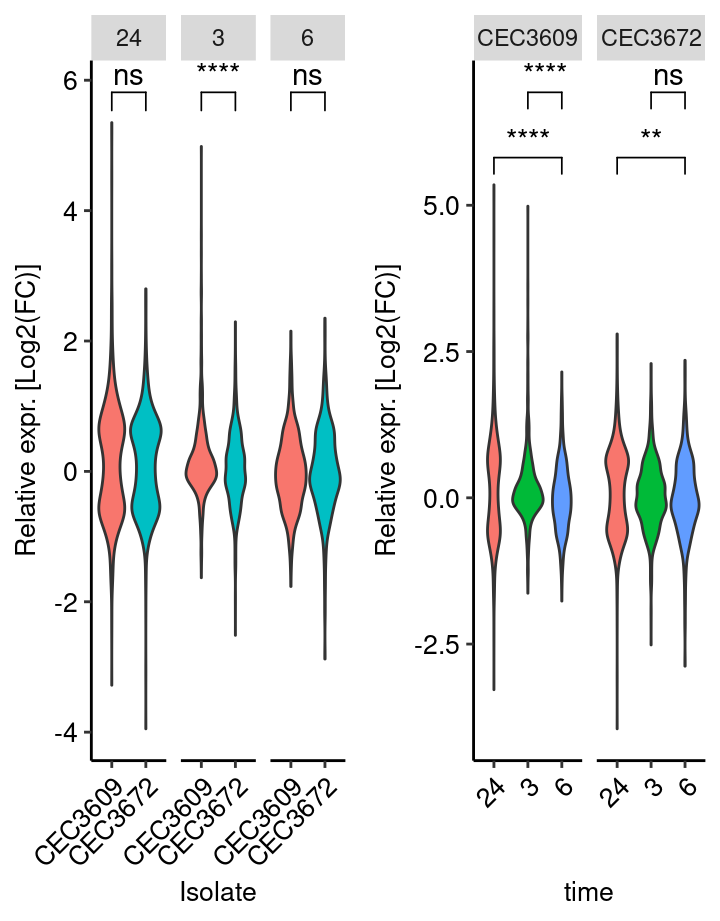 24 3 6
ns **** ns
6
4
2
0
-2
-4
Relative expr. [Log2(FC)]
CEC3609 CEC3672 CEC3609 CEC3672 CEC3609 CEC3672
Isolate
CEC3609 CEC3672
**** ns
**** **
5.0
2.5
0.0
-2.5
Relative expr. [Log2(FC)]
24 3 6 24 3 6
time